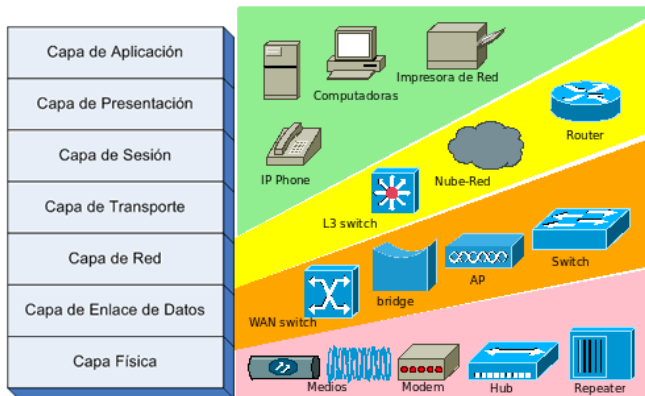 Capa de Aplicación
Capa de Presentación
Capa de Sesión
Capa de Transporte
Capa de Red
Capa de Enlace de Datos
Capa Física
Computadoras
Impresora de Red
IP Phone
Router
Nube-Red
L3 switch
Switch
AP
bridge
WAN switch
Medios
Modem
Hub
Repeater